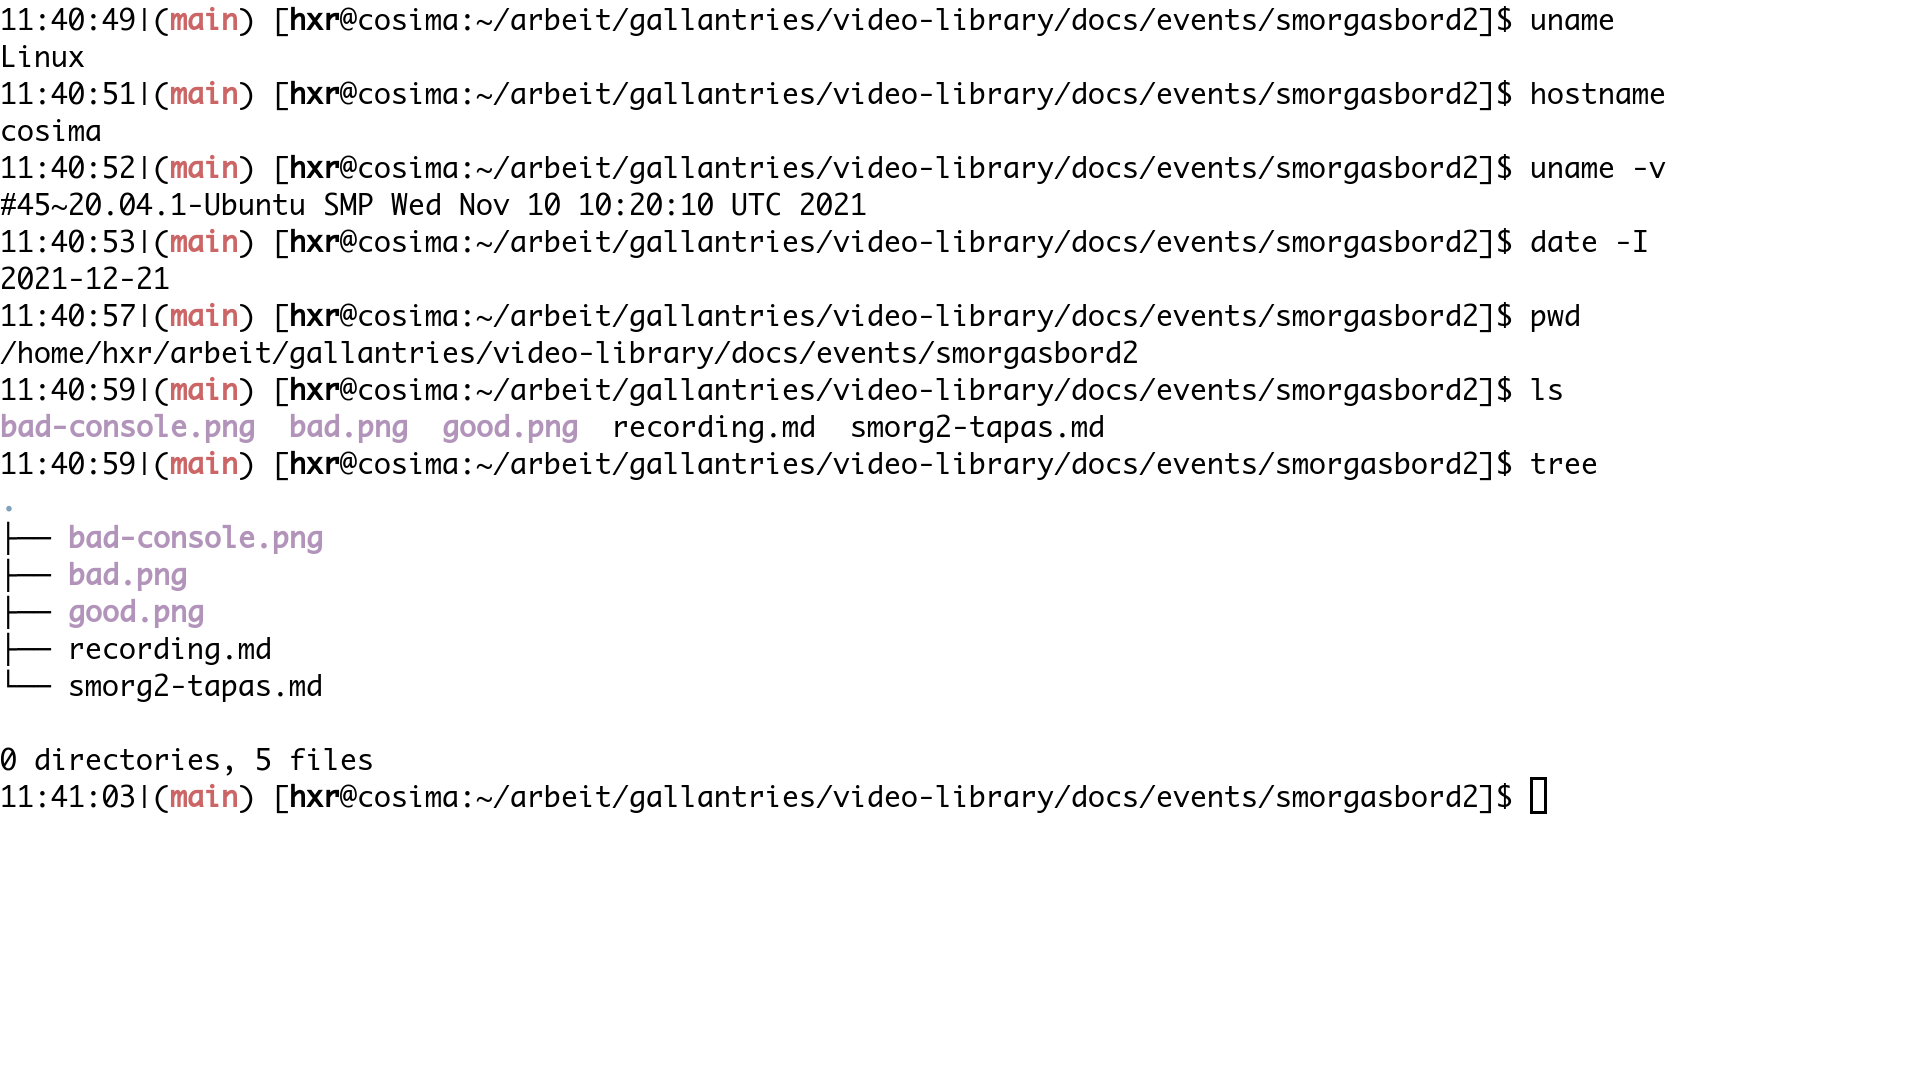 11:40:49|(main) [hxr@cosima:~/arbeit/gallantries/video-library/docs/events/smorgasbord2]$ uname
Linux
11:40:51|(main) [hxr@cosima:~/arbeit/gallantries/video-library/docs/events/smorgasbord2]$ hostname
cosima
11:40:52|(main) [hxr@cosima:~/arbeit/gallantries/video-library/docs/events/smorgasbord2]$ uname -v
#45~20.04.1-Ubuntu SMP Wed Nov 10 10:20:10 UTC 2021
11:40:53|(main) [hxr@cosima:~/arbeit/gallantries/video-library/docs/events/smorgasbord2]$ date -I
2021-12-21
11:40:57|(main) [hxr@cosima:~/arbeit/gallantries/video-library/docs/events/smorgasbord2]$ pwd
/home/hxr/arbeit/gallantries/video-library/docs/events/smorgasbord2
11:40:59|(main) [hxr@cosima:~/arbeit/gallantries/video-library/docs/events/smorgasbord2]$ ls
bad-console.png  bad.png  good.png  recording.md  smorg2-tapas.md
11:40:59|(main) [hxr@cosima:~/arbeit/gallantries/video-library/docs/events/smorgasbord2]$ tree
.
├── bad-console.png
├── bad.png
├── good.png
├── recording.md
└── smorg2-tapas.md
0 directories, 5 files
11:41:03|(main) [hxr@cosima:~/arbeit/gallantries/video-library/docs/events/smorgasbord2]$